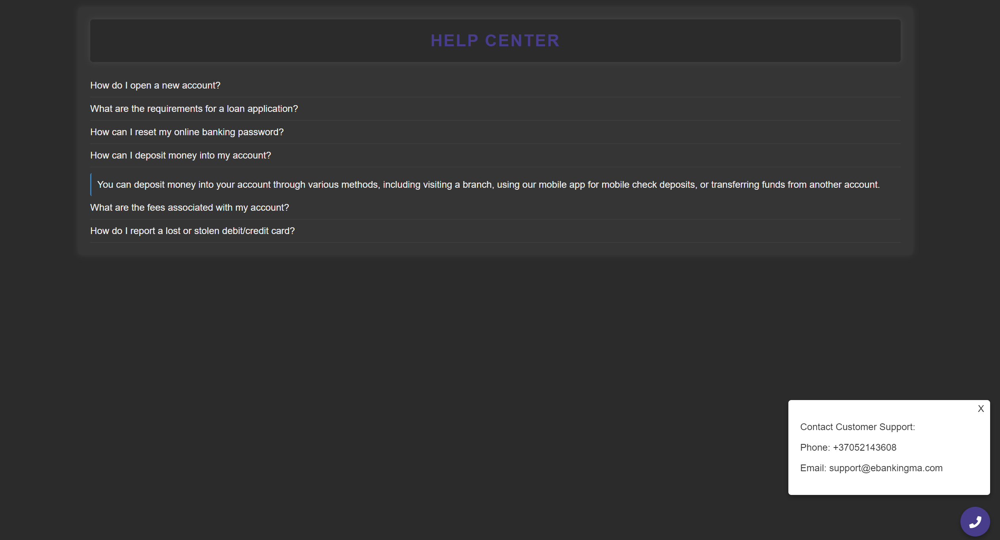 HELP CENTER
How do I open a new account?
What are the requirements for a loan application?
How can I reset my online banking password?
How can I deposit money into my account?
You can deposit money into your account through various methods, including visiting a branch, using our mobile app for mobile check deposits, or transferring funds from another account.
What are the fees associated with my account?
How do I report a lost or stolen debit/credit card?
X
Contact Customer Support:
Phone: +37052143608
Email: support@ebankingma.com